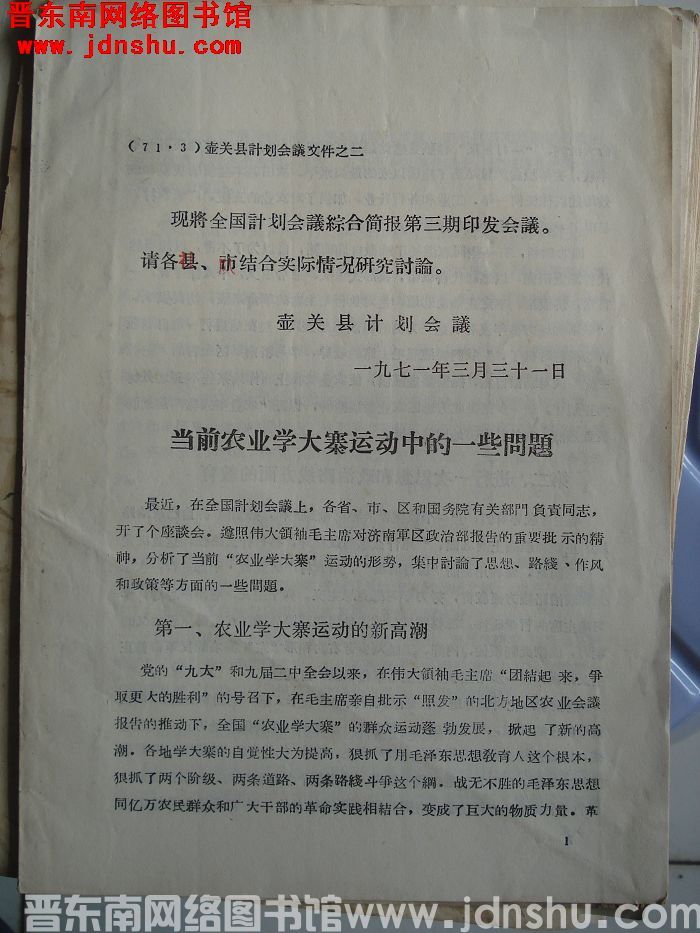 晋东南网络图书馆
www.jdnshu.com
(71·3)壶关县計划会議文件之二
现將全国計划会議綜合简报第三期印发会議。
请各县、市结合实际情况研究討論。
壶关县计划会議
一九七一年三月三十一日
当前农业学大寨运动中的一些問題
最近，在全国計划会議上，各省、市、区和国务院有关部門負責同志，
开了个座談会。遵照伟大領袖毛主席对济南軍区政治部报告的重要批示的精
神，分析了当前“农业学大寨”运动的形势，集中討論了思想、路綫、作风
和政策等方面的一些問題。
第一、农业学大寨运动的新高潮
党的“九大”和九届二中全会以来，在伟大領袖毛主席“团結起来，爭
取更大的胜利”的号召下，在毛主席亲自批示“照发”的北方地区农业会議
报告的推动下，全国“农业学大寨”的群众运动蓬勃发展，掀起了新的高
潮。各地学大寨的自觉性大为提高，狠抓了用毛泽东思想敎育人这个根本，
狠抓了两个阶级、两条道路、两条路綫斗爭这个綱。战无不胜的毛泽东思想
同亿万农民群众和广大干部的革命实践相結合，变成了巨大的物质力量。革
1
晋东南网络图书馆 www.jdnshu.com